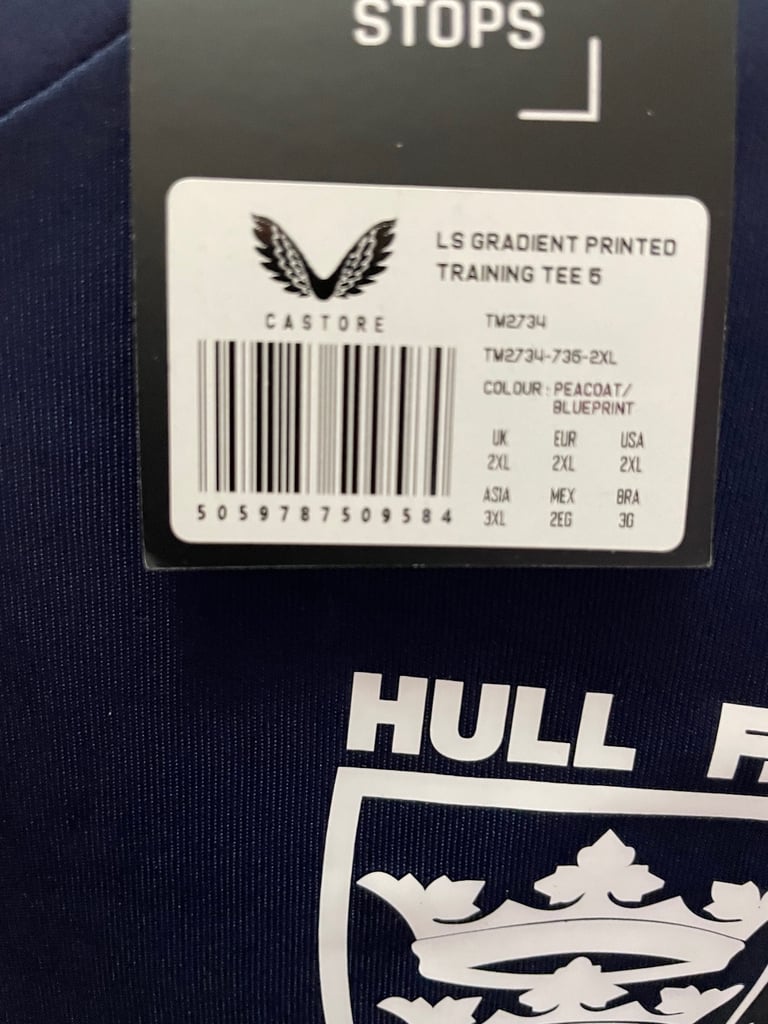 STOPS
LS GRADIENT PRINTED
TRAINING TEE 5
CASTORE
TM2734
TM2734-735-2XL
COLOUR: PEACOAT/
BLUEPRINT
UK EUR USA
2XL 2XL 2XL
ASIA MEX BRA
3XL 2EG 3G
5059787509584
HULL